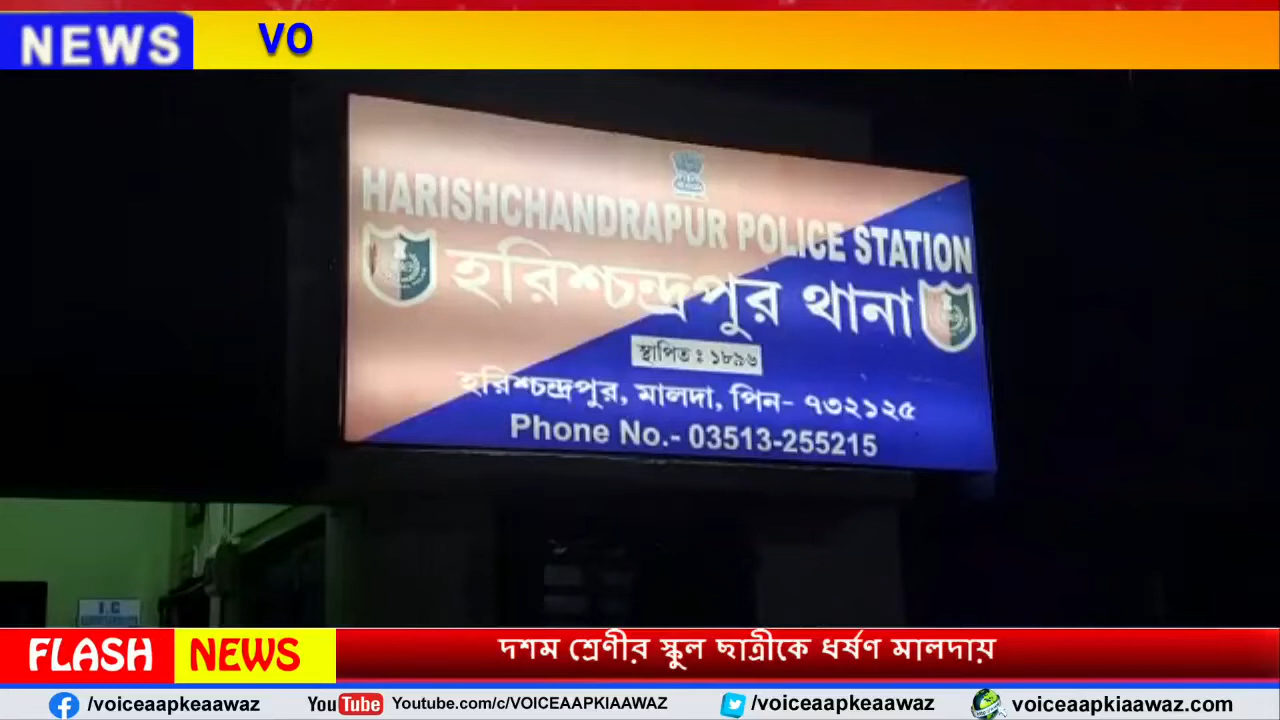 NEWS
VO
HARISHCHANDRAPUR POLICE STATION
হরিশ্চন্দ্রপুর থানা
স্থাপিত : ১৮৯৬
হরিশ্চন্দ্রপুর, মালদা, পিন- ৭৩২১২৫
Phone No.- 03513-255215
I.C
FLASH NEWS
দশম শ্রেণীর স্কুল ছাত্রীকে ধর্ষণ মালদায়
/voiceaapkeaawaz
YouTube Youtube.com/c/VOICEAAPKIAAWAZ
/voiceaapkeaawaz
voiceaapkiaawaz.com